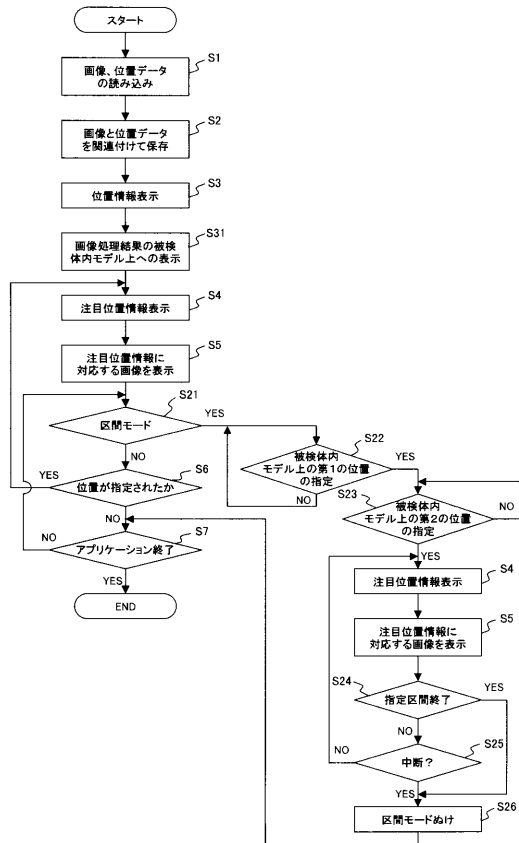 スタート
S1
画像、位置データ
の読み込み
S2
画像と位置データ
を関連付けて保存
S3
位置情報表示
S31
画像処理結果の被検
体内モデル上への表示
S4
注目位置情報表示
S5
注目位置情報に
対応する画像を表示
S21
区間モード
YES
NO
S6
位置が指定されたか
YES
NO
S7
アプリケーション終了
NO
YES
END
S22
被検体内
モデル上の第1の位置
の指定
YES
NO
S23
被検体内
モデル上の第2の位置
の指定
NO
YES
S4
注目位置情報表示
S5
注目位置情報に
対応する画像を表示
S24
指定区間終了
YES
NO
S25
中断？
NO
YES
S26
区間モードぬけ